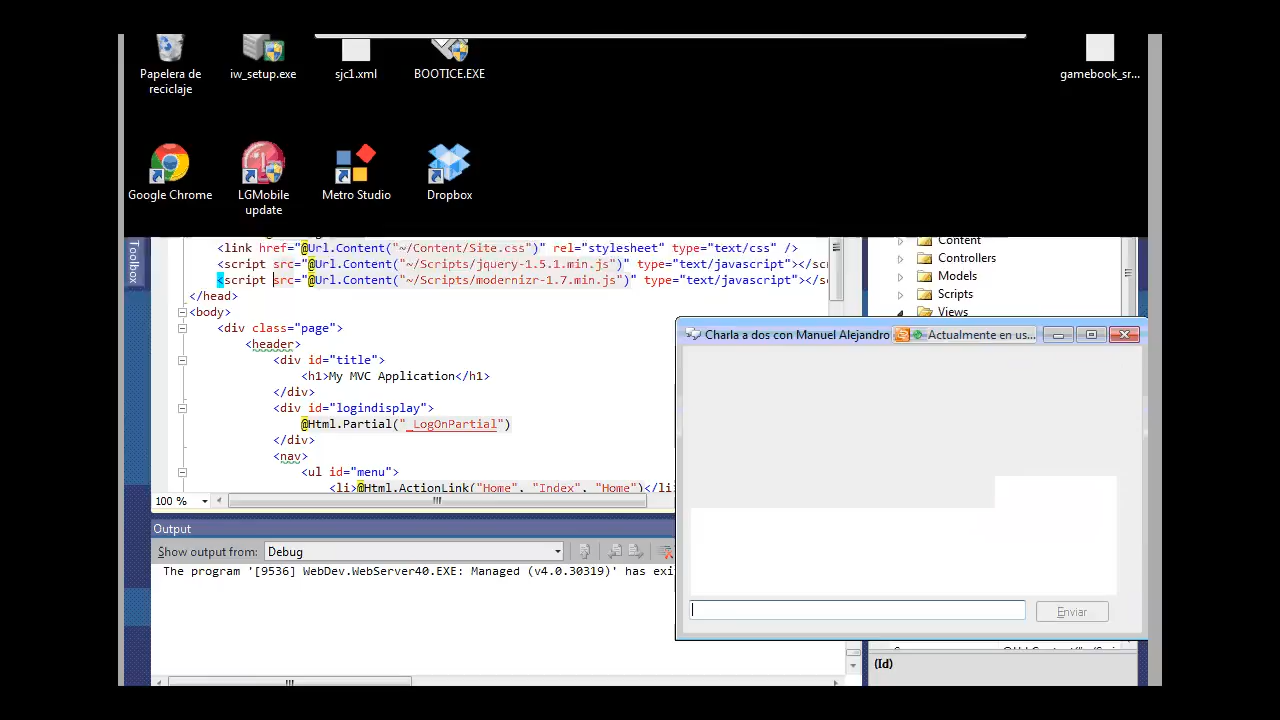 Papelera de
reciclaje
iw_setup.exe
sjc1.xml
BOOTICE.EXE
gamebook_sr...
Google Chrome
LGMobile
update
Metro Studio
Dropbox
Toolbox
<link href="@Url.Content("~/Content/Site.css")" rel="stylesheet" type="text/css" />
<script src="@Url.Content("~/Scripts/jquery-1.5.1.min.js")" type="text/javascript"></sc
<script src="@Url.Content("~/Scripts/modernizr-1.7.min.js")" type="text/javascript"></s
</head>
<body>
<div class="page">
<header>
<div id="title">
<h1>My MVC Application</h1>
</div>
<div id="logindisplay">
@Html.Partial("_LogOnPartial")
</div>
<nav>
<ul id="menu">
<li>@Html.ActionLink("Home", "Index", "Home")</li
100 %
Content
Controllers
Models
Scripts
Views
Charla a dos con Manuel Alejandro
Actualmente en us...
Enviar
Output
Show output from: Debug
The program '[9536] WebDev.WebServer40.EXE: Managed (v4.0.30319)' has exi
(Id)